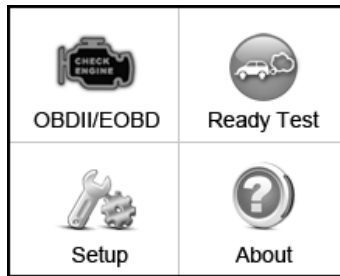 CHECK
ENGINE
OBDII/EOBD
Ready Test
?
Setup
About